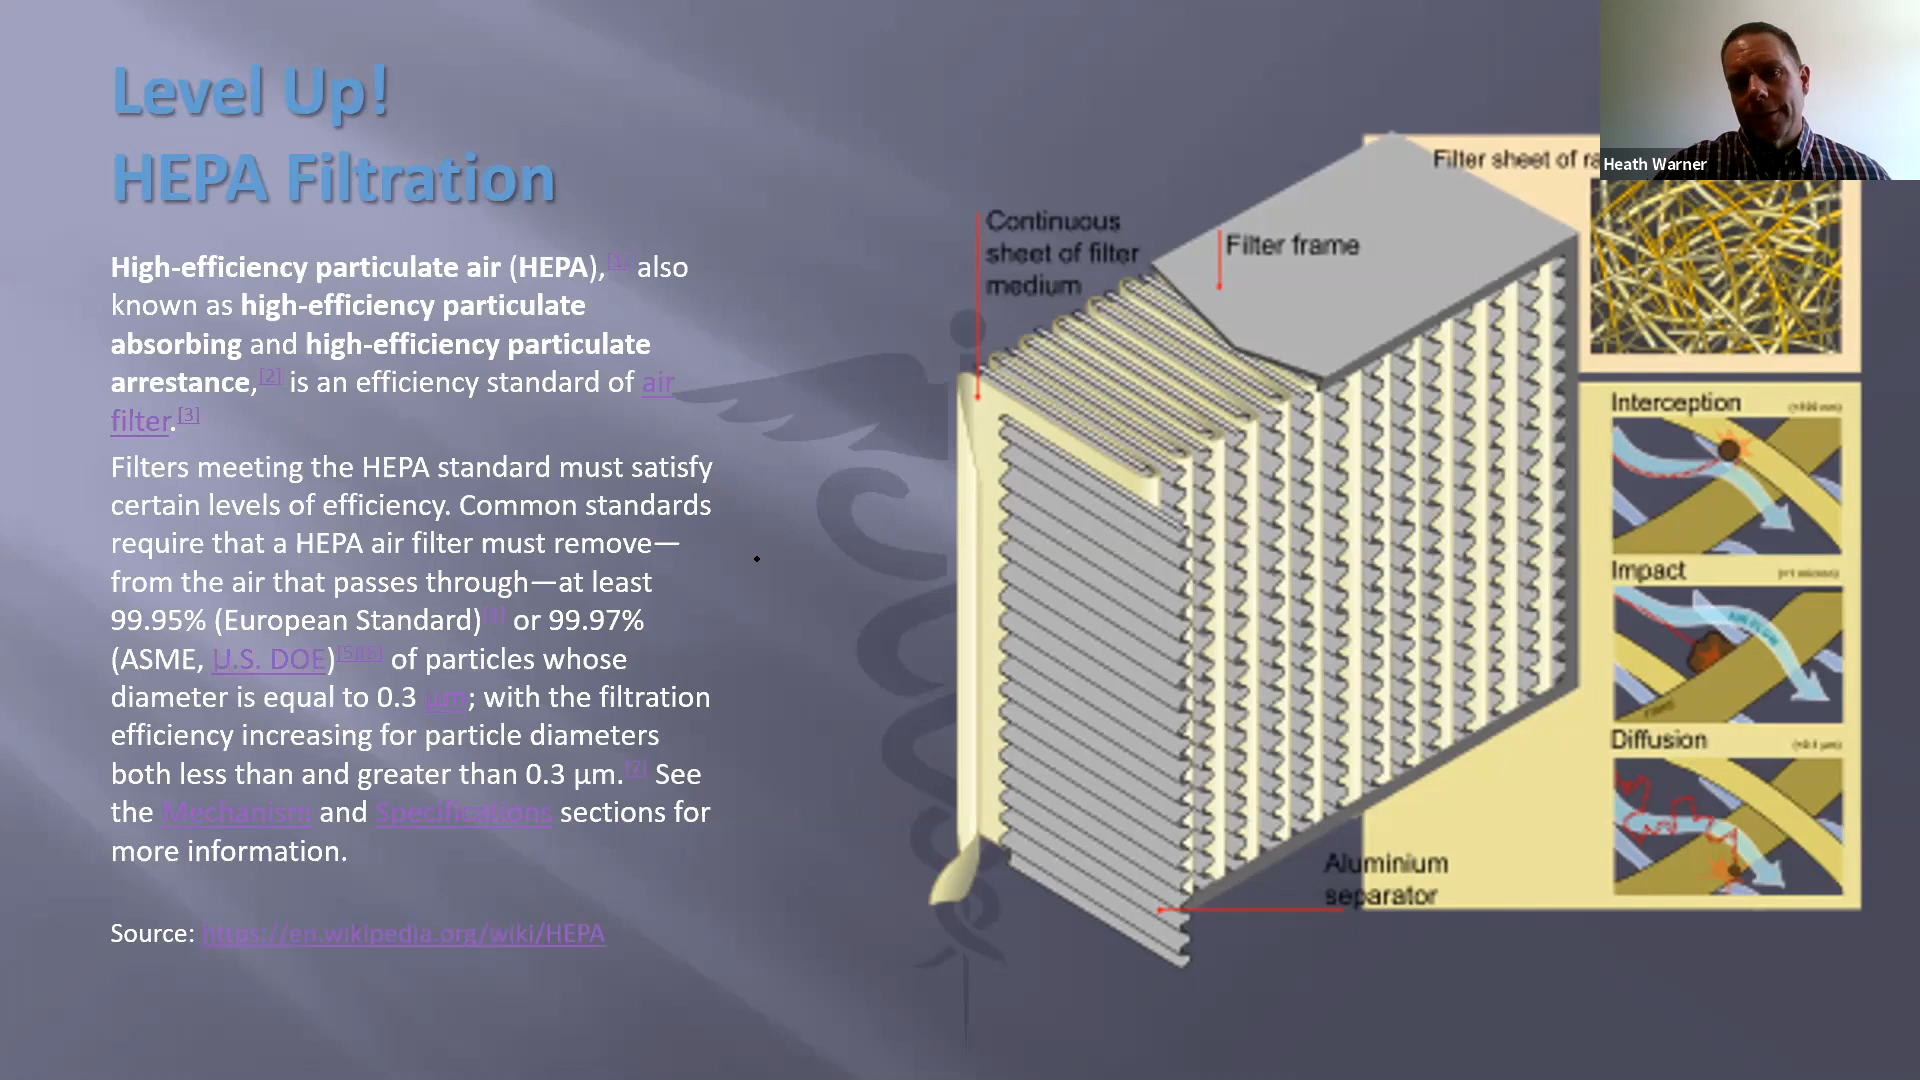 Level Up!
HEPA Filtration
High-efficiency particulate air (HEPA),[1] also
known as high-efficiency particulate
absorbing and high-efficiency particulate
arrestance,[2] is an efficiency standard of air
filter.[3]
Filters meeting the HEPA standard must satisfy
certain levels of efficiency. Common standards
require that a HEPA air filter must remove—
from the air that passes through—at least
99.95% (European Standard) or 99.97%
(ASME, U.S. DOE)[5][6] of particles whose
diameter is equal to 0.3 μm; with the filtration
efficiency increasing for particle diameters
both less than and greater than 0.3 μm.[7] See
the Mechanism and Specifications sections for
more information.
Source: https://en.wikipedia.org/wiki/HEPA
Continuous
sheet of filter
medium
Filter frame
Filter sheet of
Heath Warner
Interception
Impact
AIR FLOW
Diffusion
Aluminium
separator